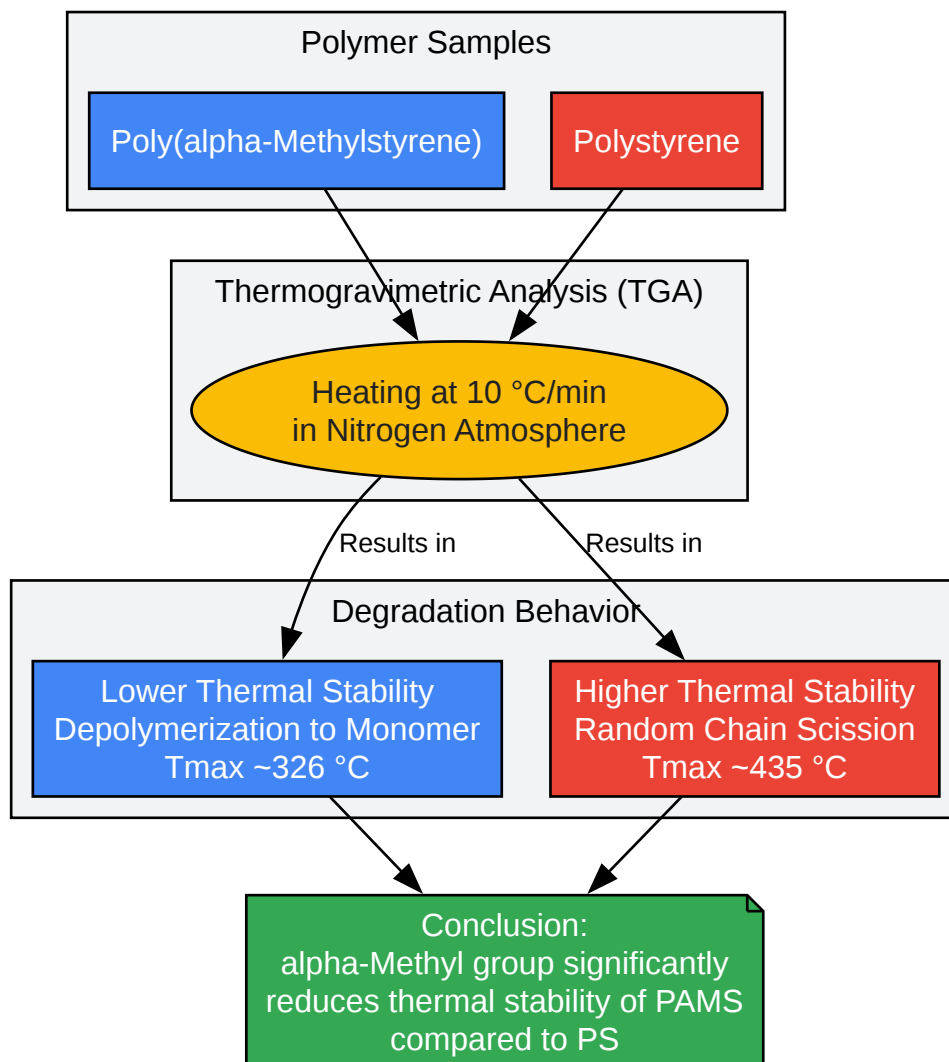 Polymer Samples
Poly(alpha-Methylstyrene)
Polystyrene
Thermogravimetric Analysis (TGA)
Heating at 10 °C/min
in Nitrogen Atmosphere
Results in
Results in
Degradation Behavior
Lower Thermal Stability
Depolymerization to Monomer
Tmax ~326 °C
Higher Thermal Stability
Random Chain Scission
Tmax ~435 °C
Conclusion:
alpha-Methyl group significantly
reduces thermal stability of PAMS
compared to PS